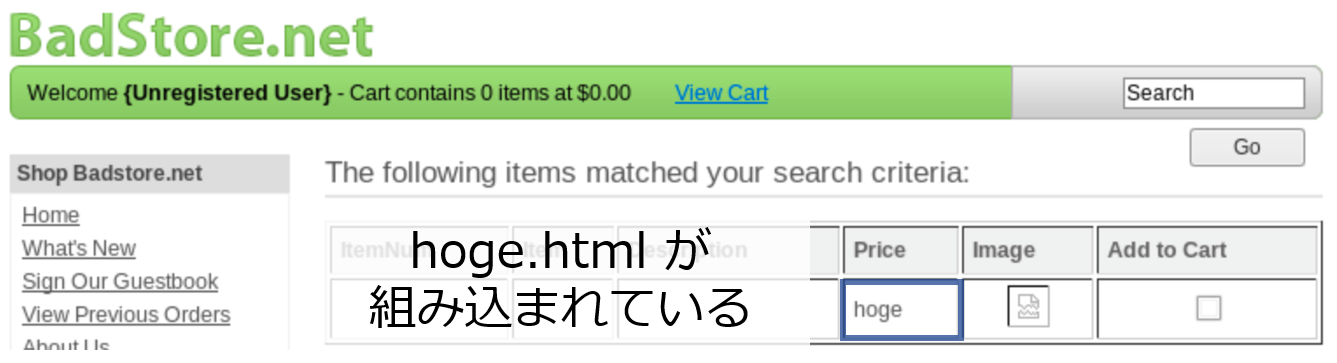 BadStore.net
Welcome {Unregistered User} - Cart contains 0 items at $0.00 View Cart
Search
Go
Shop Badstore.net
The following items matched your search criteria:
Home
What's New
Sign Our Guestbook
View Previous Orders
About Us
hoge.html が
組み込まれている
Price Image Add to Cart
hoge